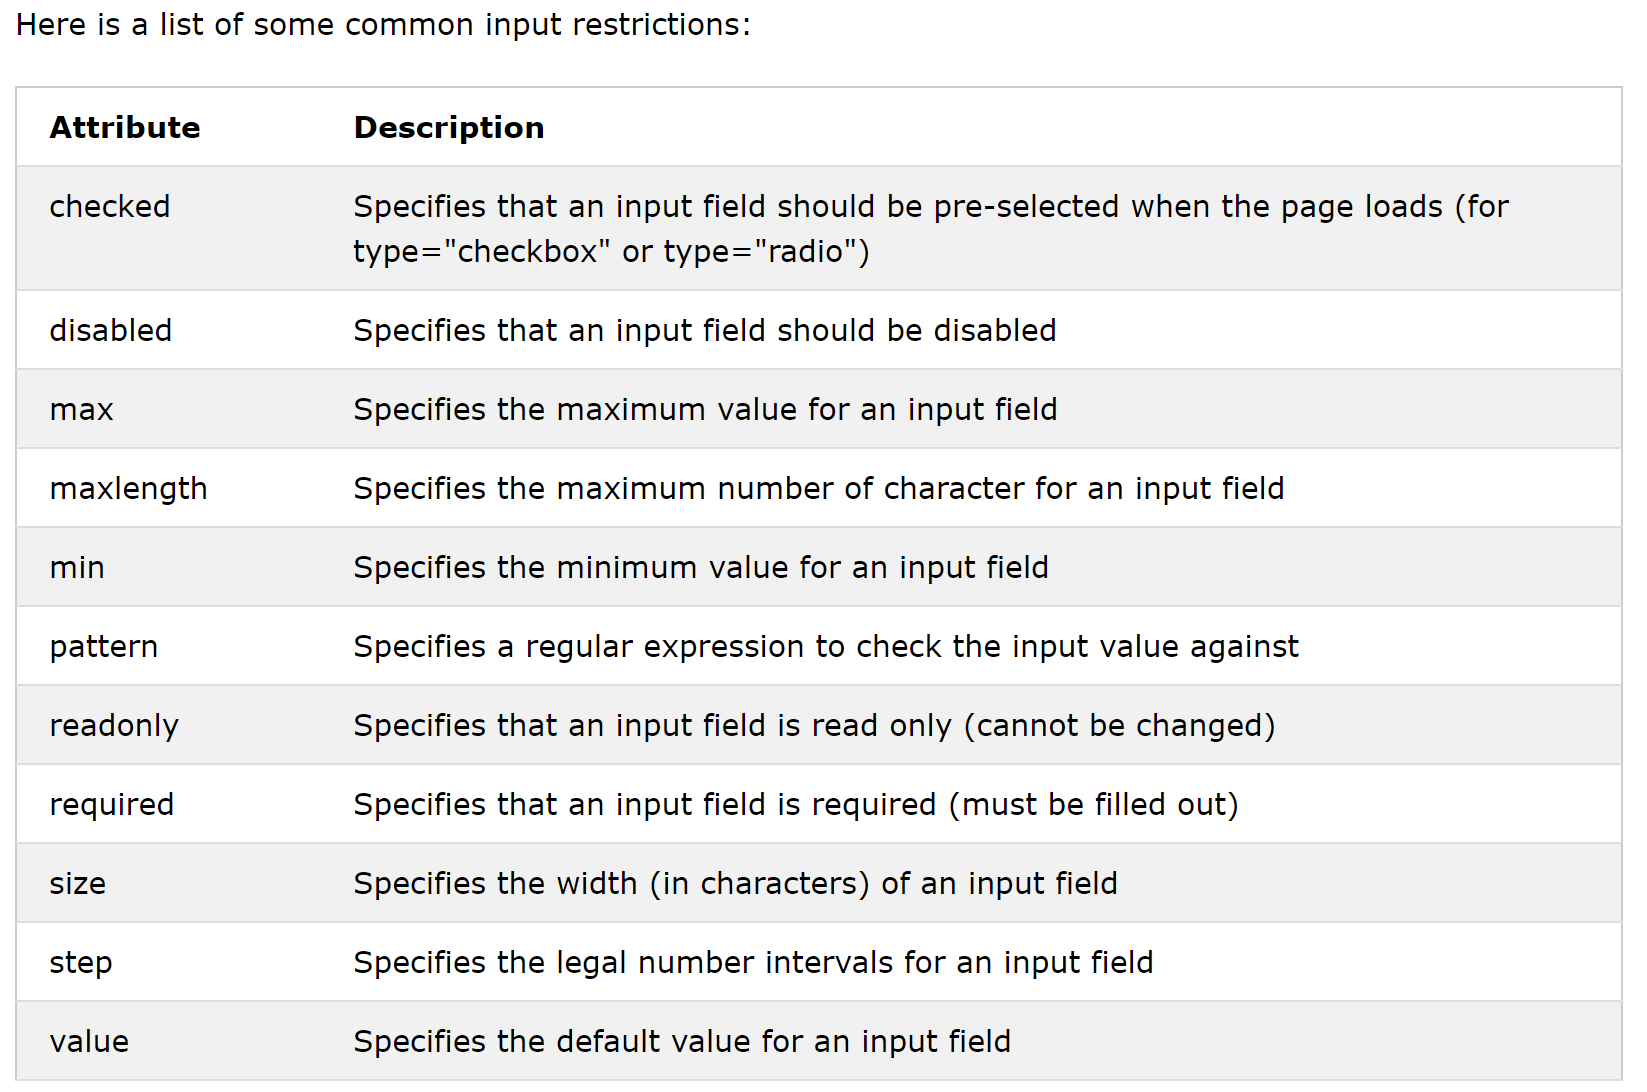 Here is a list of some common input restrictions:
Attribute Description
checked Specifies that an input field should be pre-selected when the page loads (for
type="checkbox" or type="radio")
disabled Specifies that an input field should be disabled
max Specifies the maximum value for an input field
maxlength Specifies the maximum number of character for an input field
min Specifies the minimum value for an input field
pattern Specifies a regular expression to check the input value against
readonly Specifies that an input field is read only (cannot be changed)
required Specifies that an input field is required (must be filled out)
size Specifies the width (in characters) of an input field
step Specifies the legal number intervals for an input field
value Specifies the default value for an input field